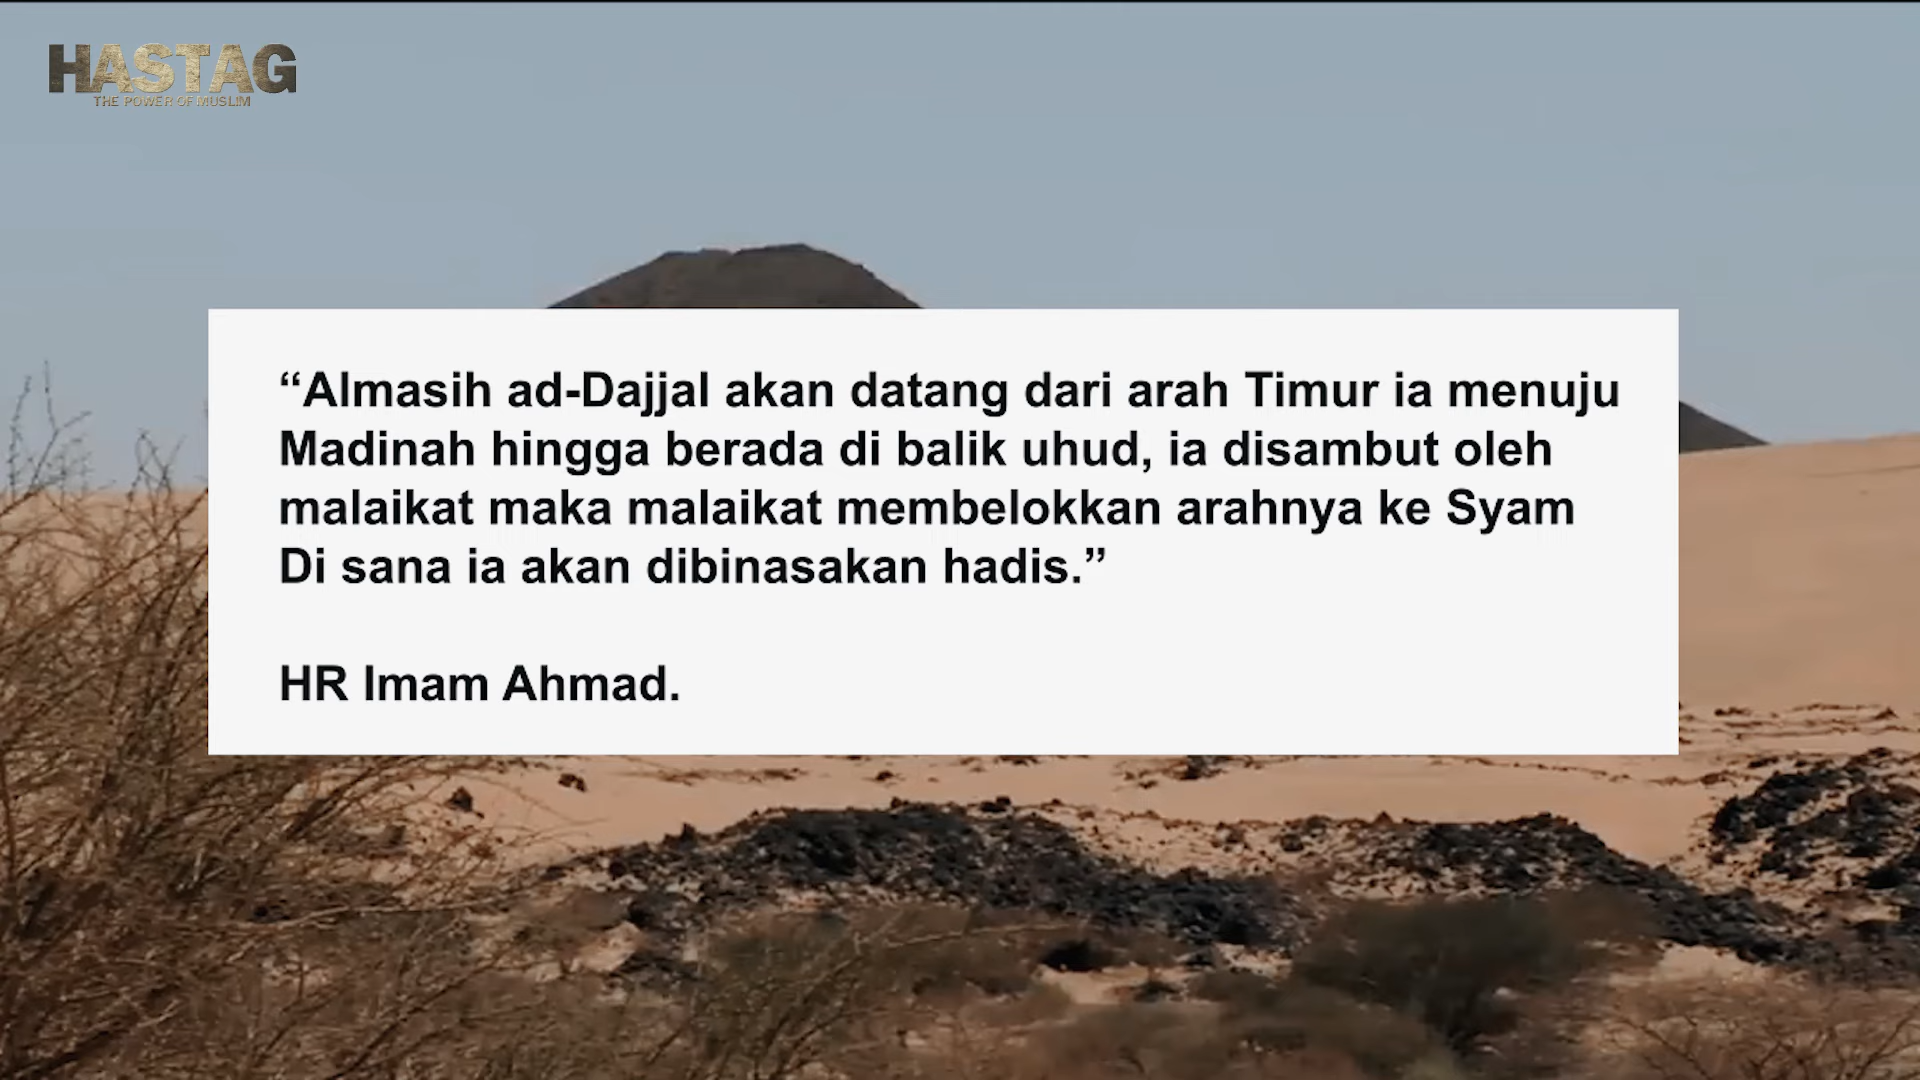 HASTAG
THE POWER OF MUSLIM
“Almasih ad-Dajjal akan datang dari arah Timur ia menuju
Madinah hingga berada di balik uhud, ia disambut oleh
malaikat maka malaikat membelokkan arahnya ke Syam
Di sana ia akan dibinasakan hadis.”
HR Imam Ahmad.